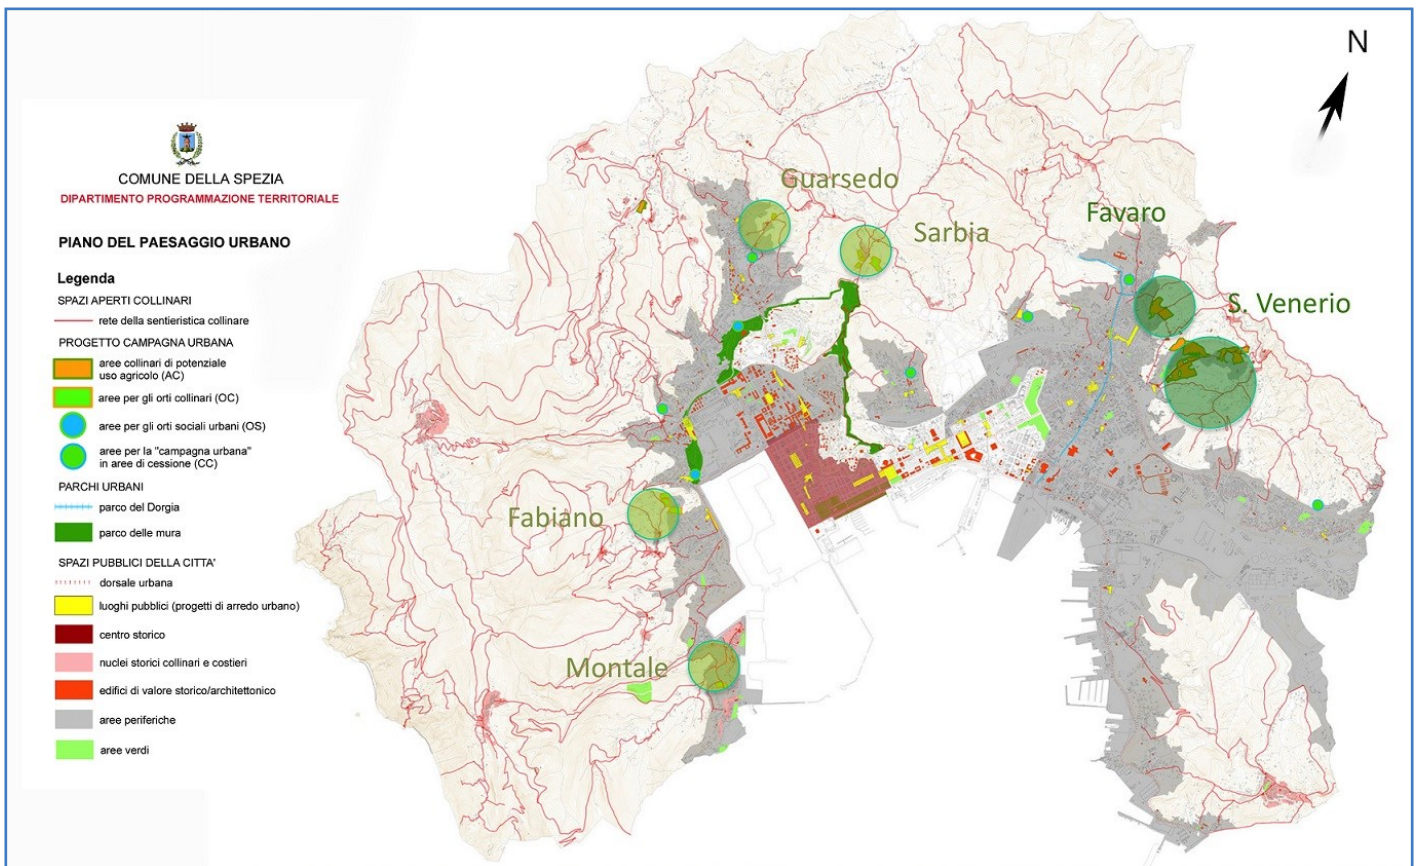 COMUNE DELLA SPEZIA
DIPARTIMENTO PROGRAMMAZIONE TERRITORIALE
PIANO DEL PAESAGGIO URBANO
Legenda
SPAZI APERTI COLLINARI
rete della sentieristica collinare
PROGETTO CAMPAGNA URBANA
aree collinari di potenziale
uso agricolo (AC)
aree per gli orti collinari (OC)
aree per gli orti sociali urbani (OS)
aree per la "campagna urbana"
in aree di cessione (CC)
PARCHI URBANI
parco del Dorgia
parco delle mura
SPAZI PUBBLICI DELLA CITTA'
dorsale urbana
luoghi pubblici (progetti di arredo urbano)
centro storico
nuclei storici collinari e costieri
edifici di valore storico/architettonico
aree periferiche
aree verdi
N
Guarsedo
Sarbia
Favaro
S. Venerio
Fabiano
Montale